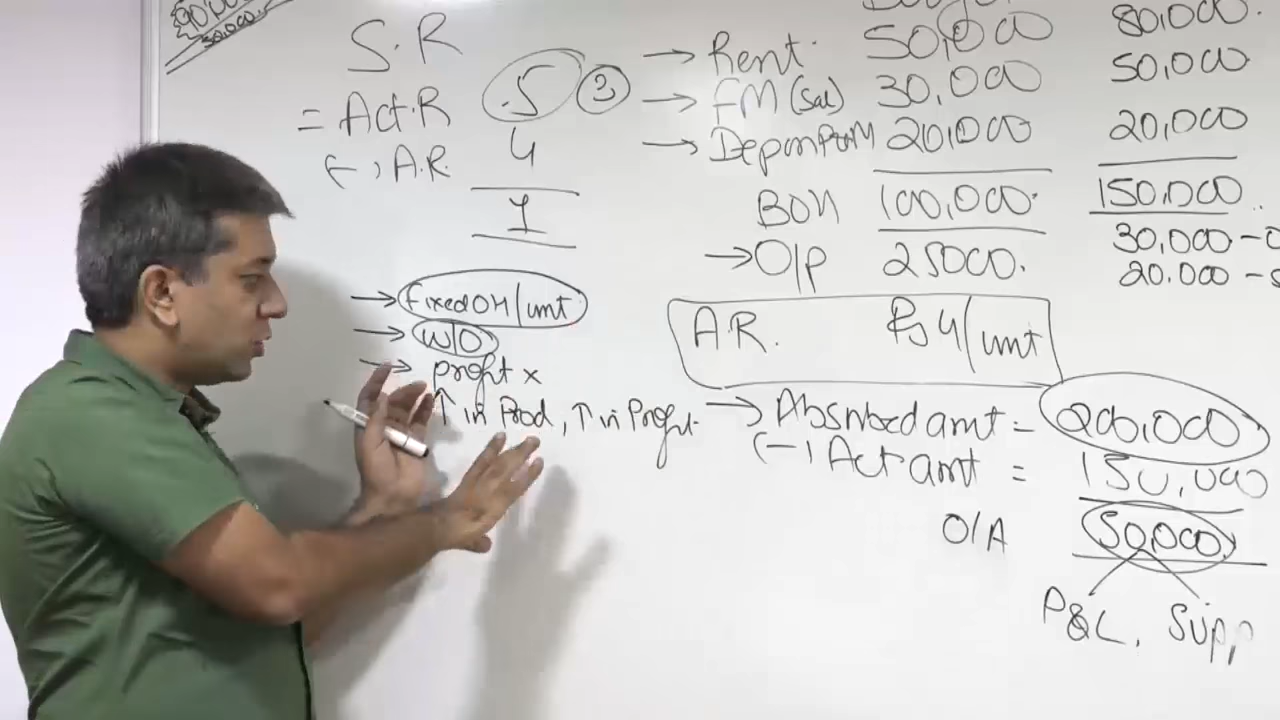 50,000.
S.R
= Act.R .5 3
(-) A.R. 4
1
→ Fixed OH/unit
→ W/O
→ profit x
↑ in Prod, ↑ in Profit.
80,000.
→ Rent. 50,000 50,000
→ FM (Sal) 30,000 20,000
→ 20,000 150,000
BOH 100,000. 30,000 -
→ O/P 25000. 20.000 -
A.R. Rs 4/unit
→ Absorbed amt = 200,000
(-) Act amt = 150,000
O/A 50,000
P&L, Supp